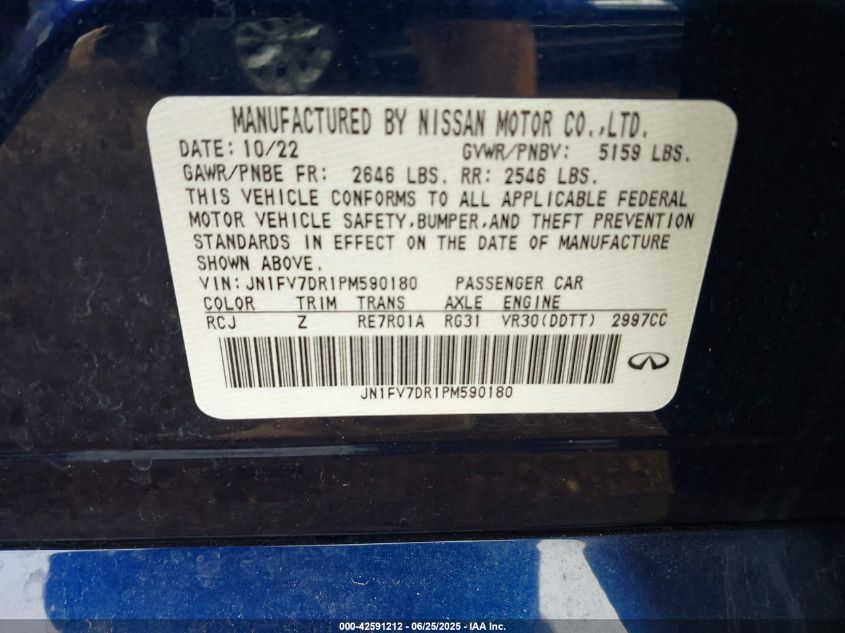 MANUFACTURED BY NISSAN MOTOR CO.,LTD.
DATE: 10/22 GVWR/PNBV: 5159 LBS.
GAWR/PNBE FR: 2646 LBS. RR: 2546 LBS.
THIS VEHICLE CONFORMS TO ALL APPLICABLE FEDERAL
MOTOR VEHICLE SAFETY,BUMPER,AND THEFT PREVENTION
STANDARDS IN EFFECT ON THE DATE OF MANUFACTURE
SHOWN ABOVE.
VIN: JN1FV7DR1PM590180 PASSENGER CAR
COLOR TRIM TRANS AXLE ENGINE
RCJ Z RE7R01A RG31 VR30(DDTT) 2997CC
JN1FV7DR1PM590180
000-42591212 - 06/25/2025 - IAA Inc.